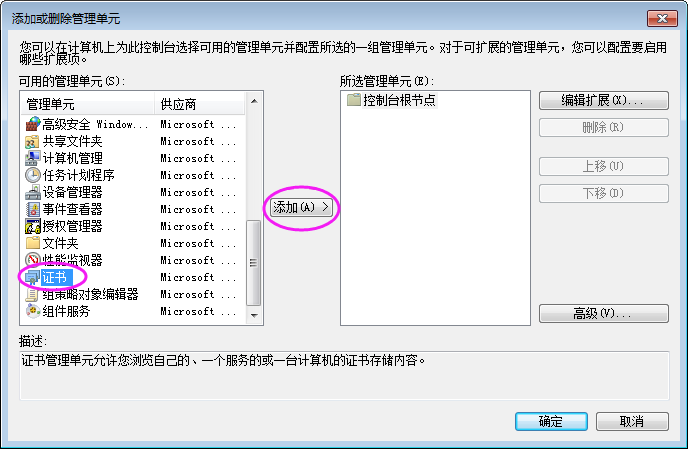 添加或删除管理单元
您可以在计算机上为此控制台选择可用的管理单元并配置所选的一组管理单元。对于可扩展的管理单元，您可以配置要启用
哪些扩展项。
可用的管理单元(S):
所选管理单元(E):
管理单元 供应商
高级安全 Window... Microsoft ...
共享文件夹 Microsoft ...
计算机管理 Microsoft ...
任务计划程序 Microsoft ...
设备管理器 Microsoft ...
事件查看器 Microsoft ...
授权管理器 Microsoft ...
文件夹 Microsoft ...
性能监视器 Microsoft ...
证书 Microsoft ...
组策略对象编辑器 Microsoft ...
组件服务 Microsoft ...
添加(A) >
控制台根节点
编辑扩展(X)...
删除(R)
上移(U)
下移(D)
高级(V)...
描述:
证书管理单元允许您浏览自己的、一个服务的或一台计算机的证书存储内容。
确定
取消